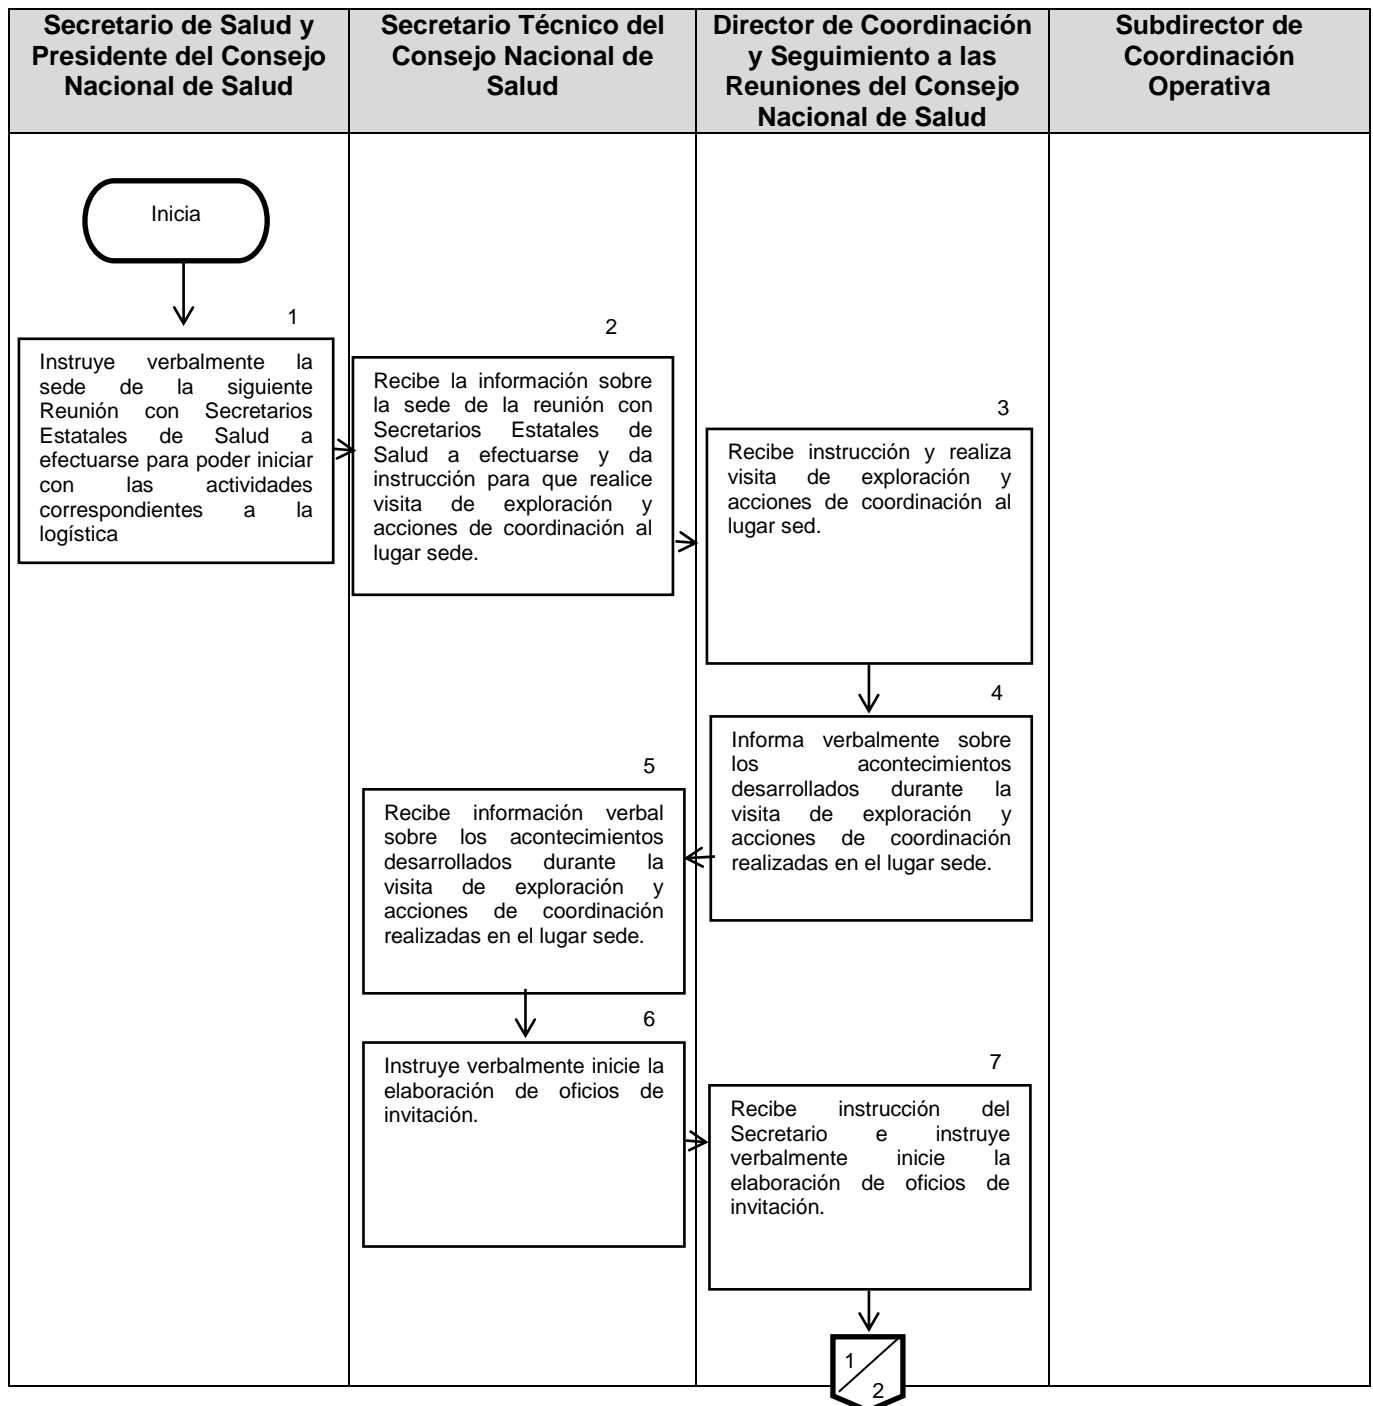 Secretario de Salud y
Presidente del Consejo
Nacional de Salud
Secretario Técnico del
Consejo Nacional de
Salud
Director de Coordinación
y Seguimiento a las
Reuniones del Consejo
Nacional de Salud
Subdirector de
Coordinación
Operativa
Inicia
1
Instruye verbalmente la
sede de la siguiente
Reunión con Secretarios
Estatales de Salud a
efectuarse para poder iniciar
con las actividades
correspondientes a la
logística
2
Recibe la información sobre
la sede de la reunión con
Secretarios Estatales de
Salud a efectuarse y da
instrucción para que realice
visita de exploración y
acciones de coordinación al
lugar sede.
3
Recibe instrucción y realiza
visita de exploración y
acciones de coordinación al
lugar sed.
4
Informa verbalmente sobre
los acontecimientos
desarrollados durante la
visita de exploración y
acciones de coordinación
realizadas en el lugar sede.
5
Recibe información verbal
sobre los acontecimientos
desarrollados durante la
visita de exploración y
acciones de coordinación
realizadas en el lugar sede.
6
Instruye verbalmente inicie la
elaboración de oficios de
invitación.
7
Recibe instrucción del
Secretario e instruye
verbalmente inicie la
elaboración de oficios de
invitación.
1
2